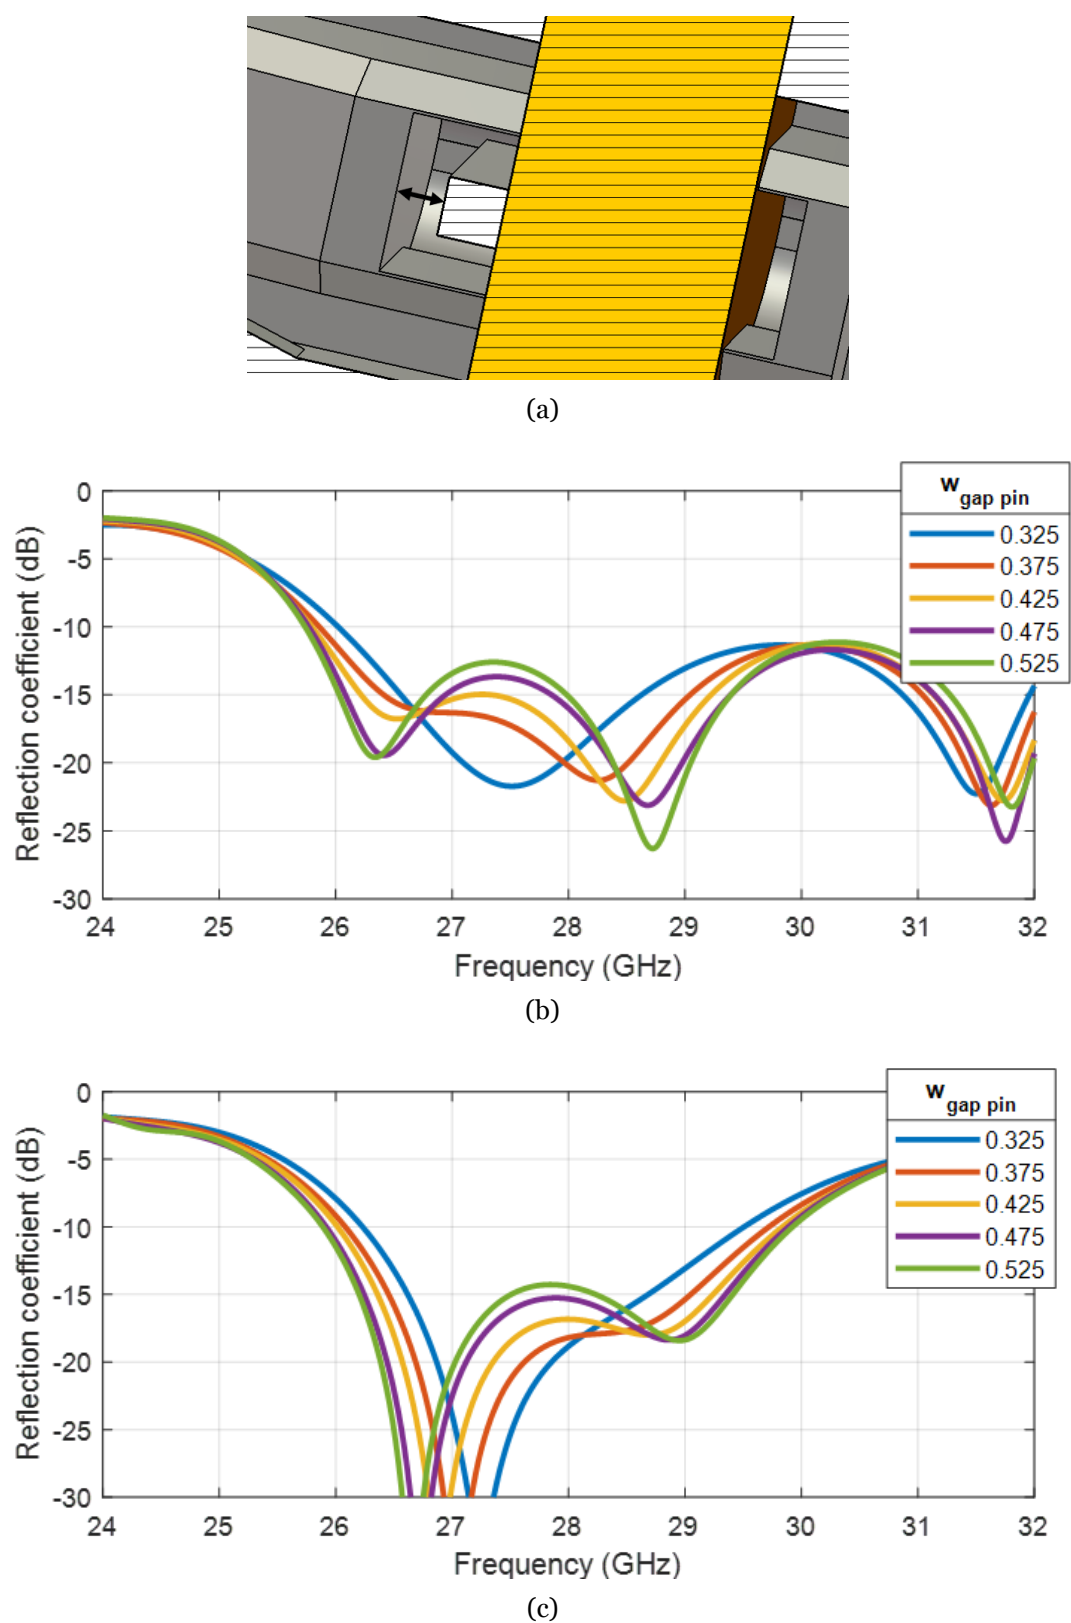 (a)
w gap pin
0.325
0.375
0.425
0.475
0.525
0
-5
-10
-15
-20
-25
-30
Reflection coefficient (dB)
24 25 26 27 28 29 30 31 32
Frequency (GHz)
(b)
w gap pin
0.325
0.375
0.425
0.475
0.525
0
-5
-10
-15
-20
-25
-30
Reflection coefficient (dB)
24 25 26 27 28 29 30 31 32
Frequency (GHz)
(c)